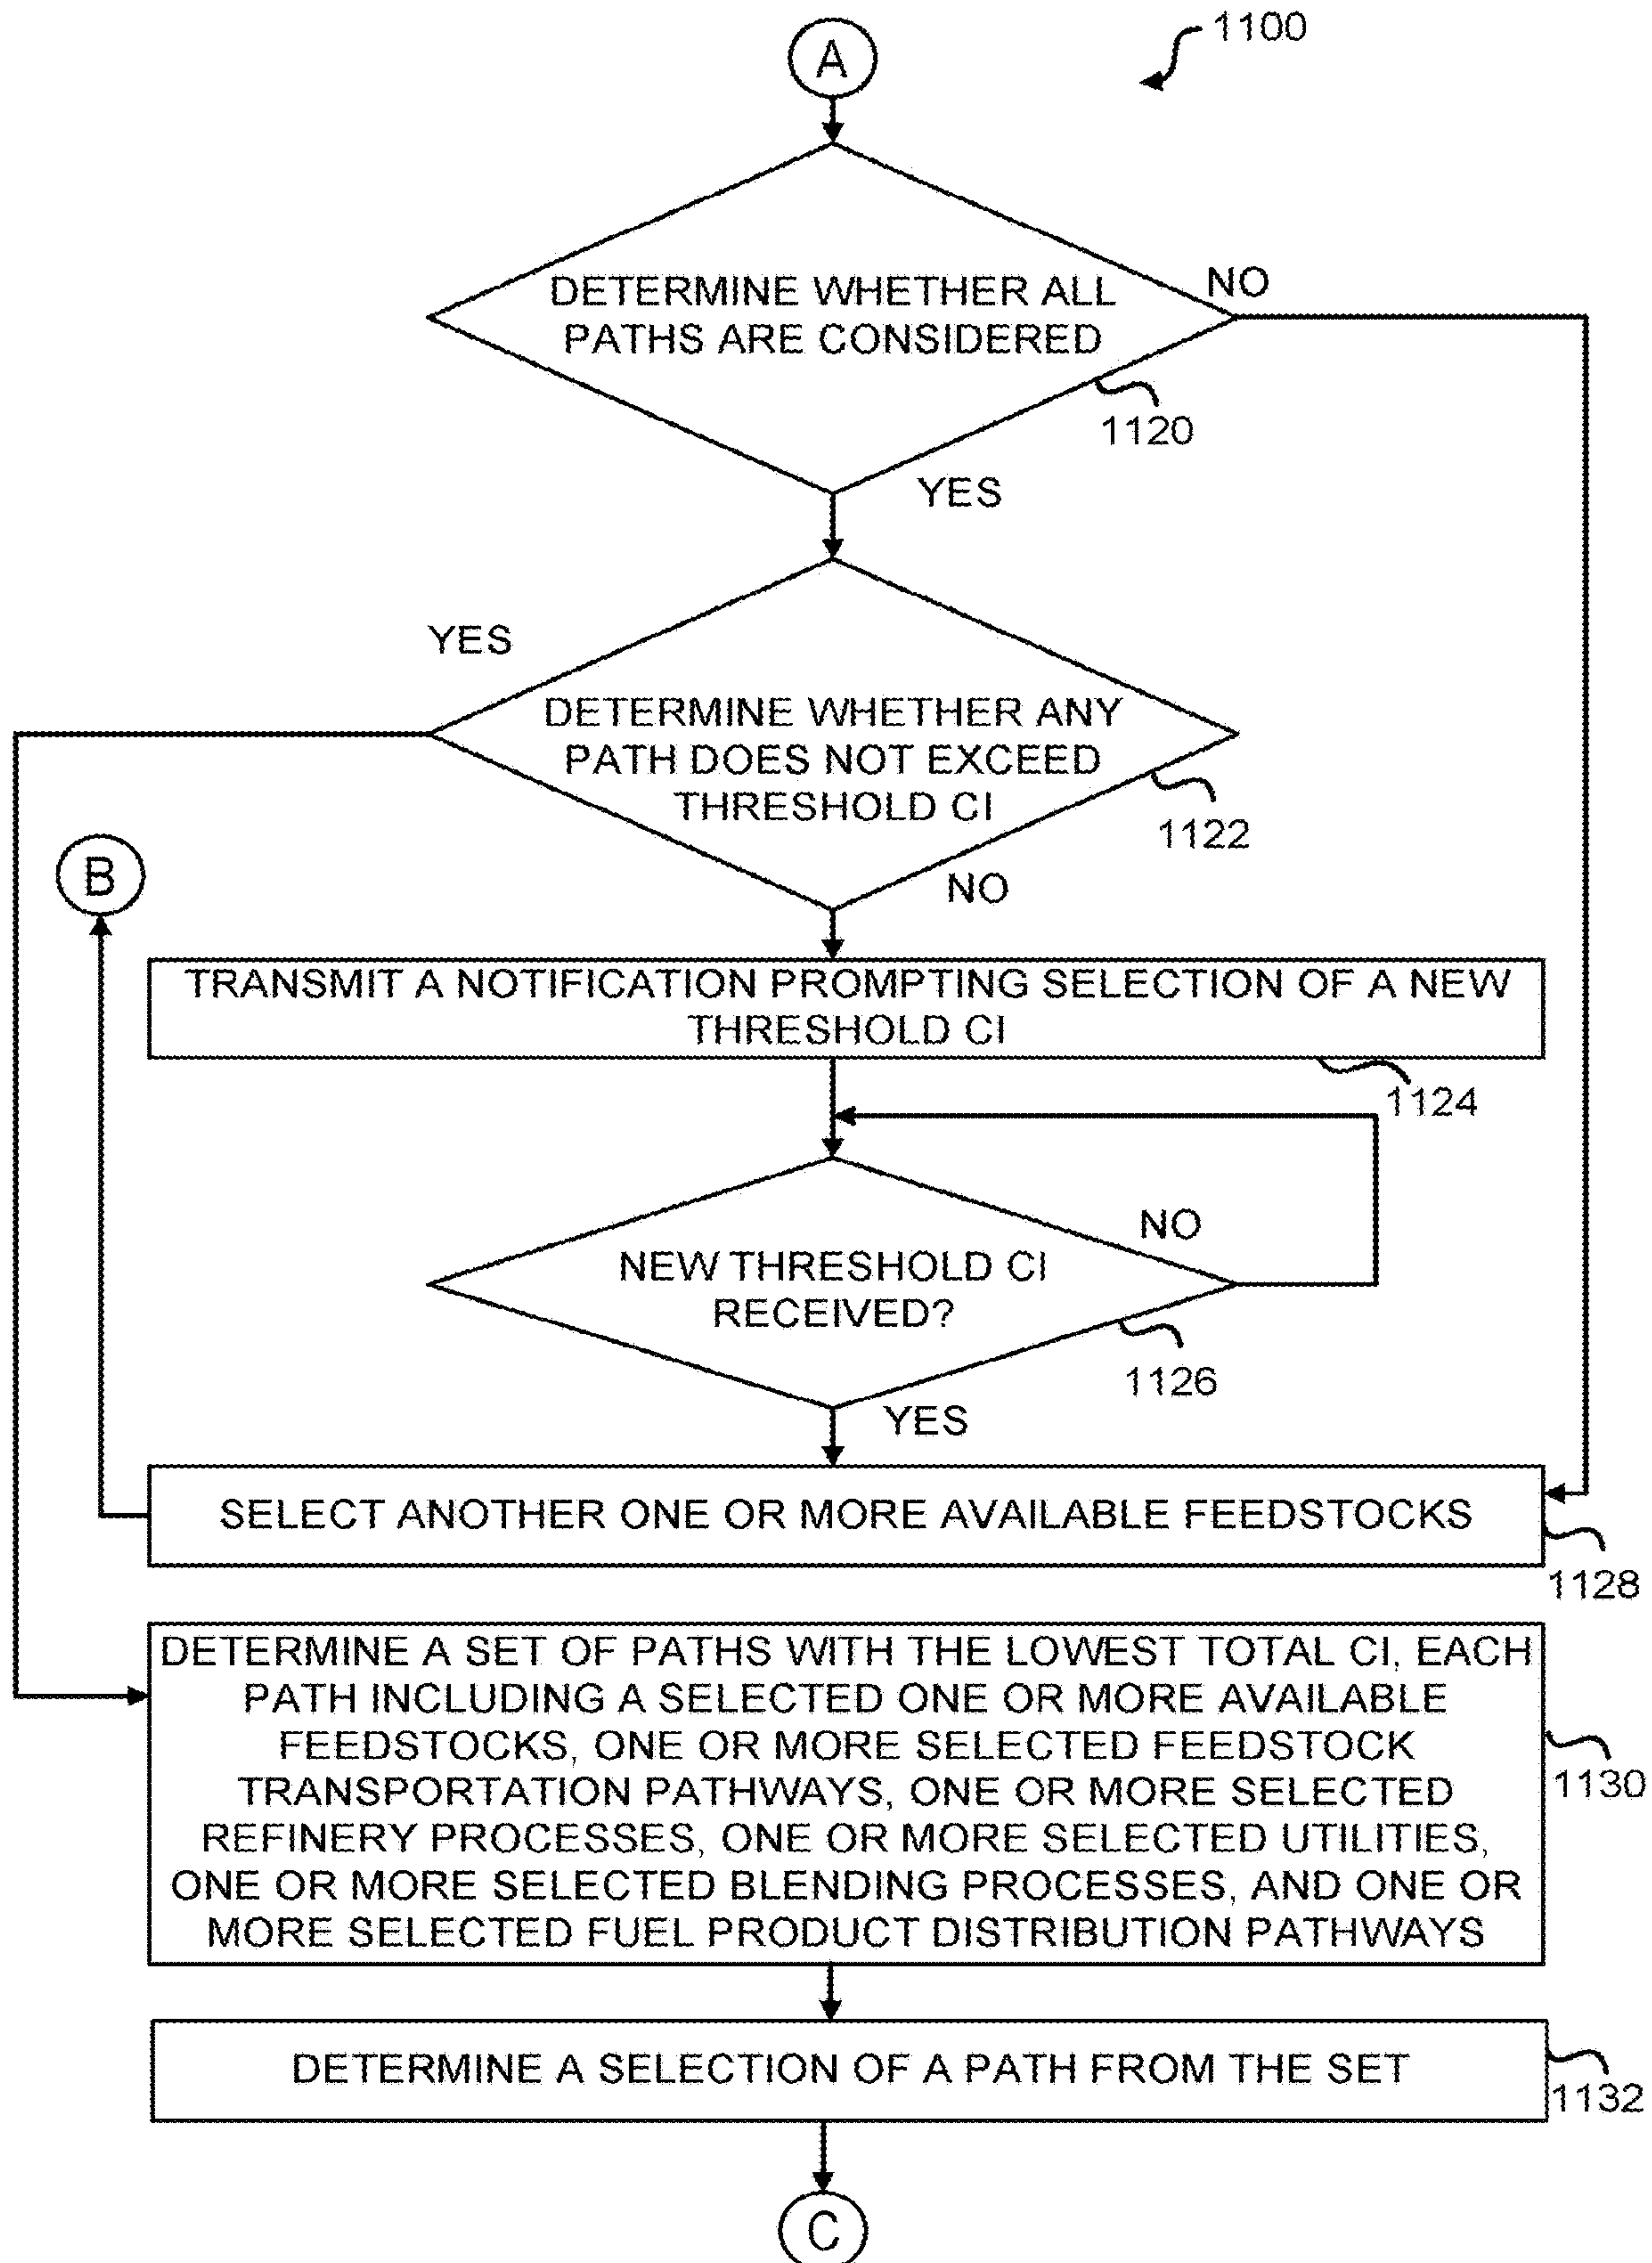 A
1100
DETERMINE WHETHER ALL
PATHS ARE CONSIDERED
NO
1120
YES
YES
DETERMINE WHETHER ANY
PATH DOES NOT EXCEED
THRESHOLD CI
1122
B
NO
TRANSMIT A NOTIFICATION PROMPTING SELECTION OF A NEW
THRESHOLD CI
1124
NO
NEW THRESHOLD CI
RECEIVED?
1126
YES
SELECT ANOTHER ONE OR MORE AVAILABLE FEEDSTOCKS
1128
DETERMINE A SET OF PATHS WITH THE LOWEST TOTAL CI, EACH
PATH INCLUDING A SELECTED ONE OR MORE AVAILABLE
FEEDSTOCKS, ONE OR MORE SELECTED FEEDSTOCK
TRANSPORTATION PATHWAYS, ONE OR MORE SELECTED
REFINERY PROCESSES, ONE OR MORE SELECTED UTILITIES,
ONE OR MORE SELECTED BLENDING PROCESSES, AND ONE OR
MORE SELECTED FUEL PRODUCT DISTRIBUTION PATHWAYS
1130
DETERMINE A SELECTION OF A PATH FROM THE SET
1132
C